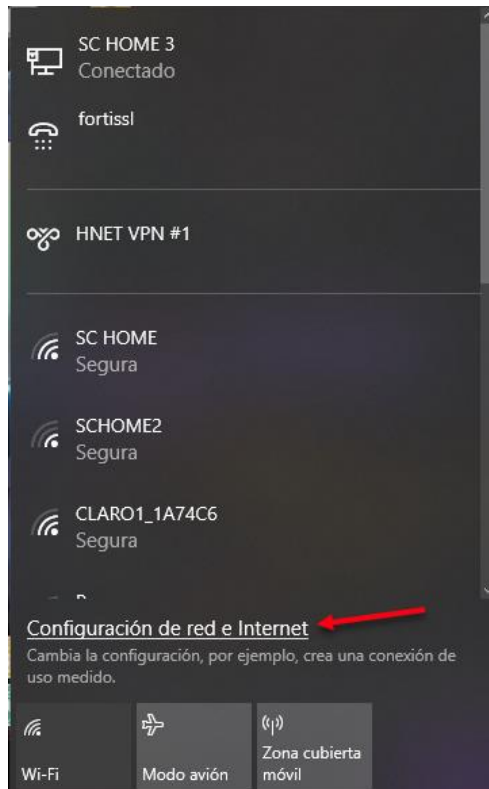 SC HOME 3
Conectado
fortissl
HNET VPN #1
SC HOME
Segura
SCHOME2
Segura
CLARO1_1A74C6
Segura
Configuración de red e Internet
Cambia la configuración, por ejemplo, crea una conexión de
uso medido.
Wi-Fi
Modo avión
Zona cubierta
móvil